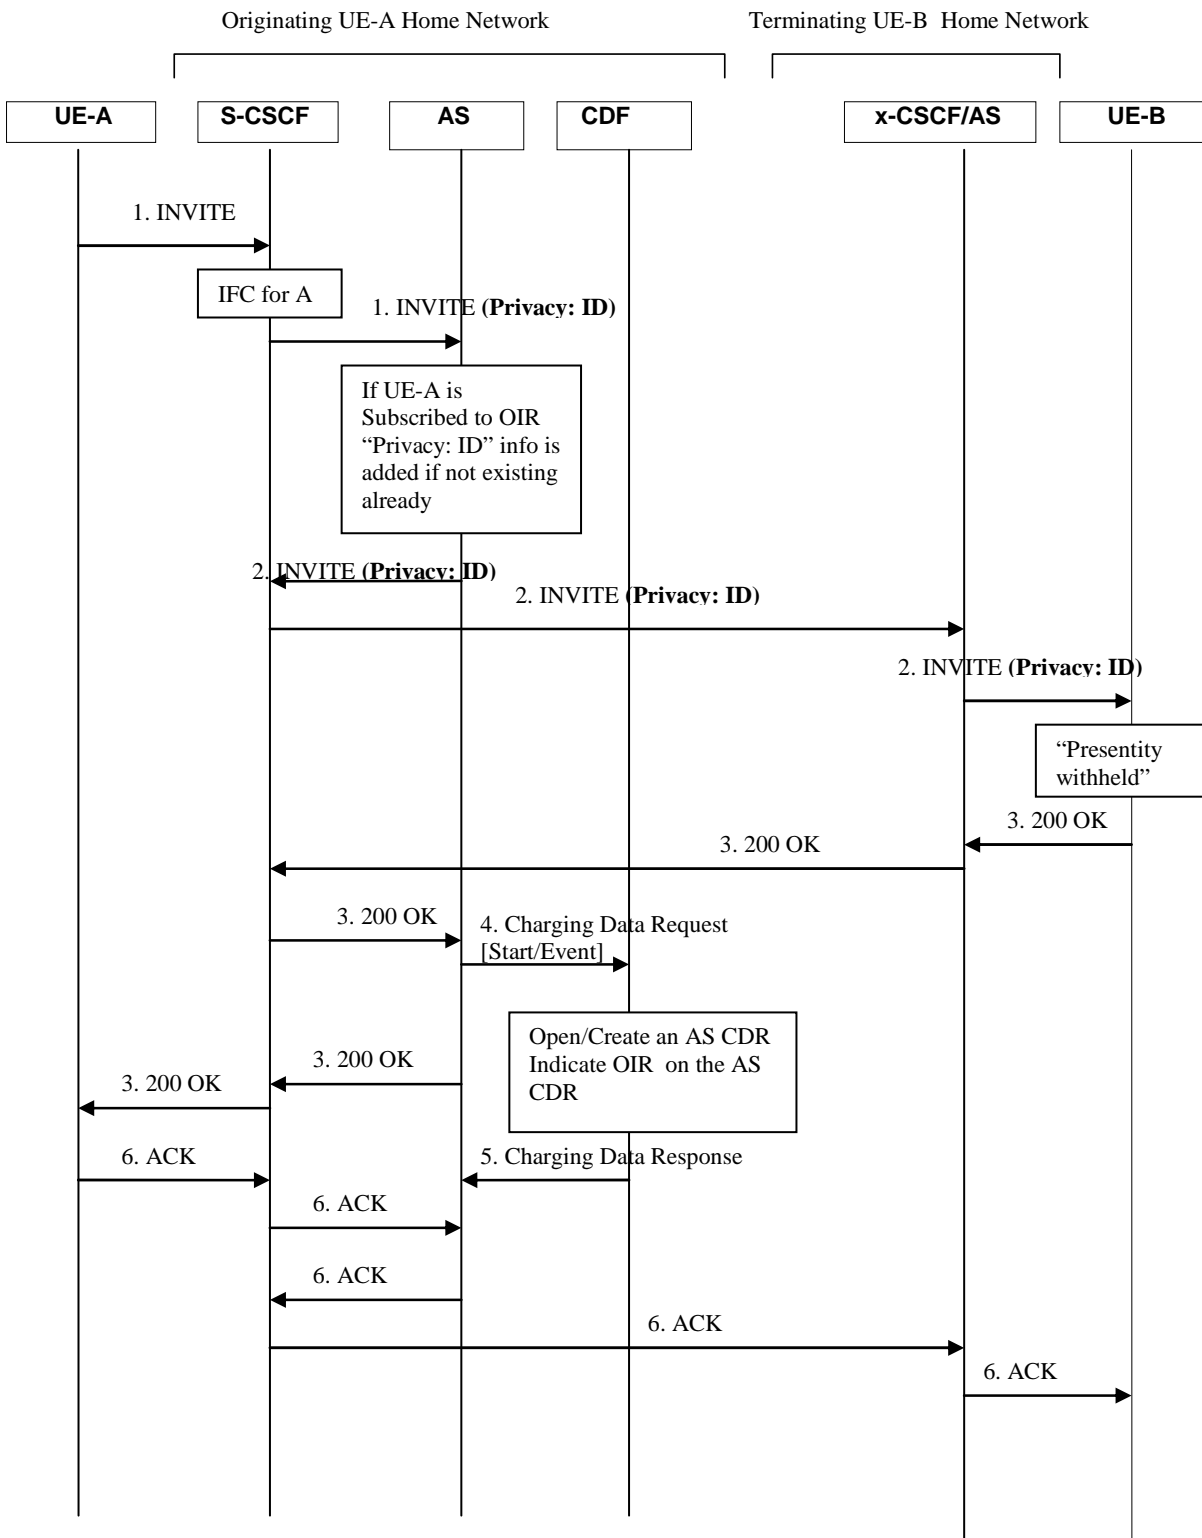 Originating UE-A Home Network
Terminating UE-B Home Network
UE-A
S-CSCF
AS
CDF
x-CSCF/AS
UE-B
1. INVITE
IFC for A
1. INVITE (Privacy: ID)
If UE-A is
Subscribed to OIR
“Privacy: ID” info is
added if not existing
already
2. INVITE (Privacy: ID)
2. INVITE (Privacy: ID)
2. INVITE (Privacy: ID)
“Presentity
withheld”
3. 200 OK
3. 200 OK
3. 200 OK
4. Charging Data Request
[Start/Event]
Open/Create an AS CDR
Indicate OIR on the AS
CDR
3. 200 OK
3. 200 OK
6. ACK
5. Charging Data Response
6. ACK
6. ACK
6. ACK
6. ACK